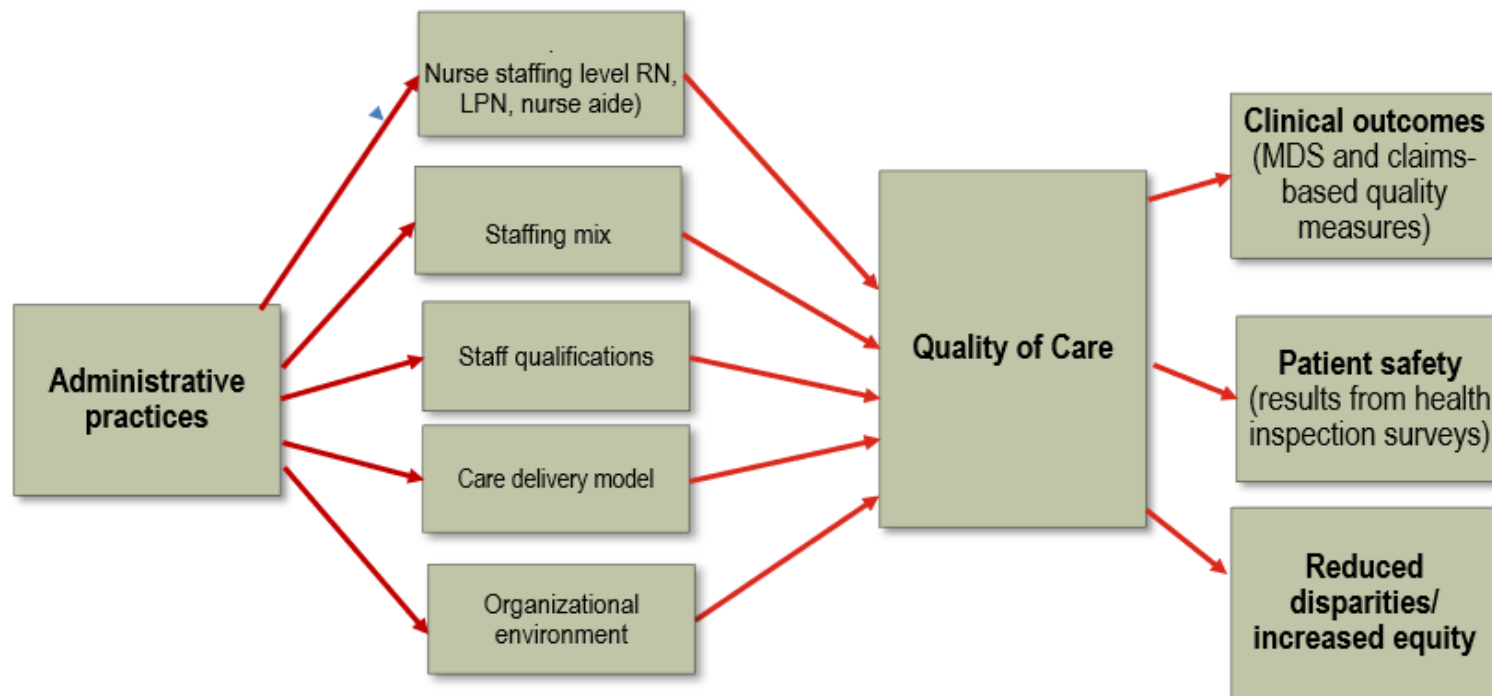 Administrative
practices
.
Nurse staffing level RN,
LPN, nurse aide)
Staffing mix
Staff qualifications
Care delivery model
Organizational
environment
Quality of Care
Clinical outcomes
(MDS and claims-
based quality
measures)
Patient safety
(results from health
inspection surveys)
Reduced
disparities/
increased equity